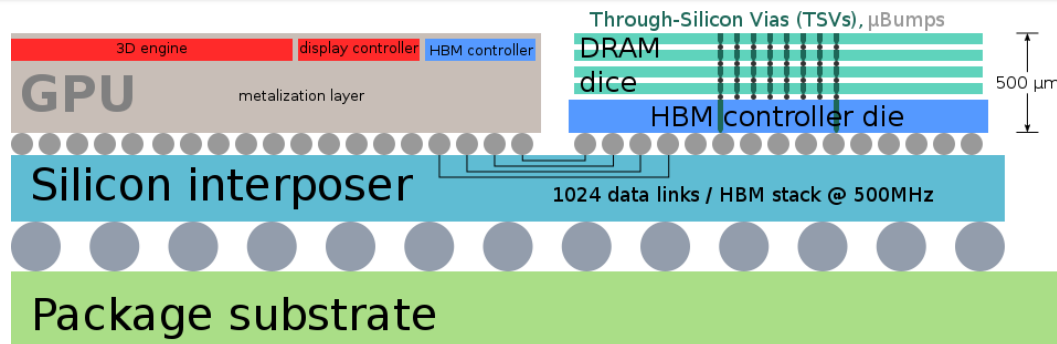 Through-Silicon Vias (TSVs), µBumps
3D engine
display controller
HBM controller
GPU
metalization layer
DRAM
dice
HBM controller die
500 µm
Silicon interposer
1024 data links / HBM stack @ 500MHz
Package substrate